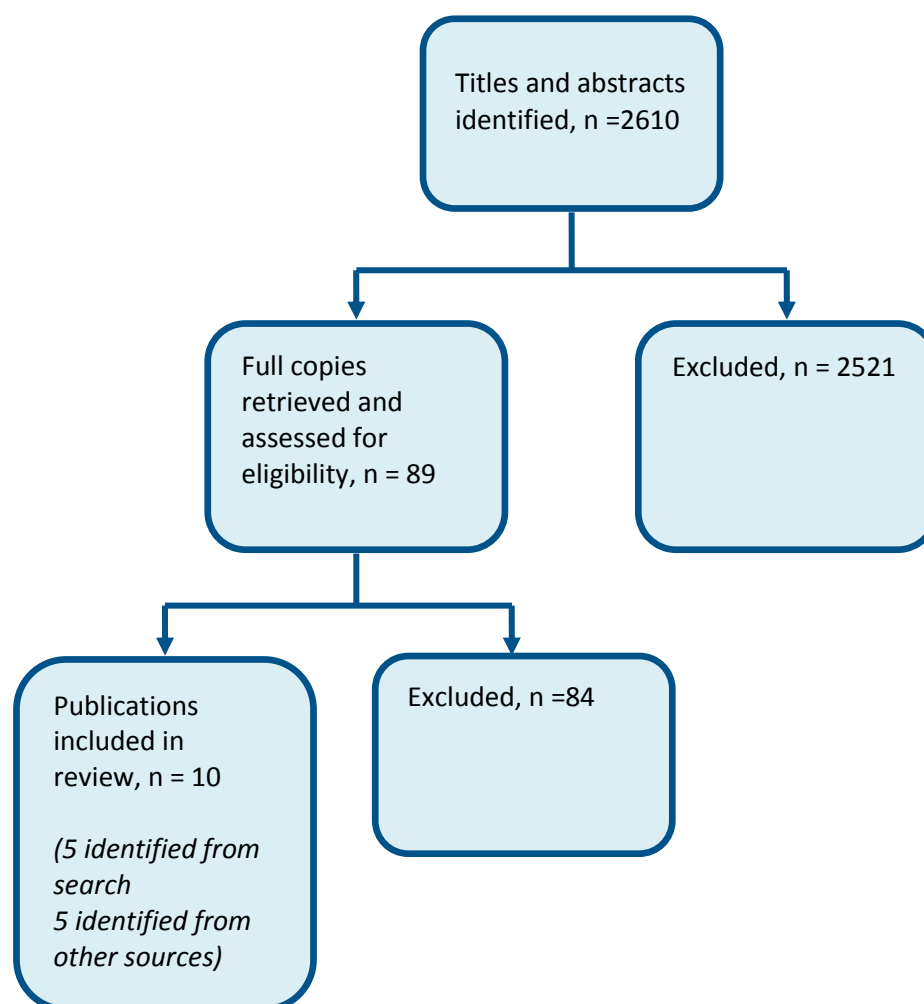 Titles and abstracts
identified, n =2610
Full copies
retrieved and
assessed for
eligibility, n = 89
Excluded, n = 2521
Publications
included in
review, n = 10
(5 identified from
search
5 identified from
other sources)
Excluded, n =84